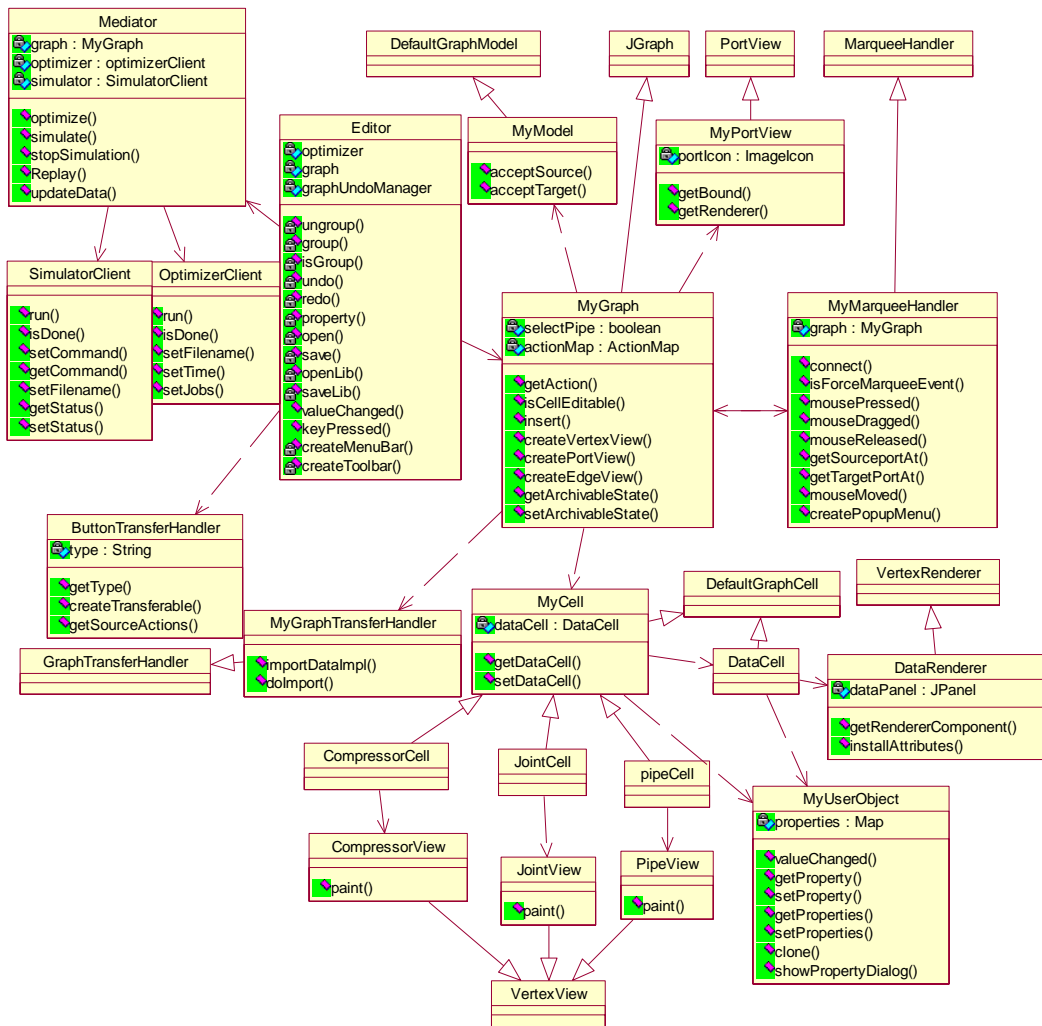 Mediator
graph : MyGraph
optimizer : optimizerClient
simulator : SimulatorClient
optimize()
simulate()
stopSimulation()
Replay()
updateData()
DefaultGraphModel
JGraph
PortView
MarqueeHandler
Editor
optimizer
graph
graphUndoManager
ungroup()
group()
isGroup()
undo()
redo()
property()
open()
save()
openLib()
saveLib()
valueChanged()
keyPressed()
createMenuBar()
createToolbar()
MyModel
acceptSource()
acceptTarget()
MyPortView
portIcon : ImageIcon
getBound()
getRenderer()
SimulatorClient
run()
isDone()
setCommand()
getCommand()
setFilename()
getStatus()
setStatus()
OptimizerClient
run()
isDone()
setFilename()
setTime()
setJobs()
MyGraph
selectPipe : boolean
actionMap : ActionMap
getAction()
isCellEditable()
insert()
createVertexView()
createPortView()
createEdgeView()
getArchivableState()
setArchivableState()
MyMarqueeHandler
graph : MyGraph
connect()
isForceMarqueeEvent()
mousePressed()
mouseDragged()
mouseReleased()
getSourceportAt()
getTargetPortAt()
mouseMoved()
createPopupMenu()
ButtonTransferHandler
type : String
getType()
createTransferable()
getSourceActions()
GraphTransferHandler
MyGraphTransferHandler
importDataImpl()
doImport()
MyCell
dataCell : DataCell
getDataCell()
setDataCell()
DefaultGraphCell
VertexRenderer
DataCell
DataRenderer
dataPanel : JPanel
getRendererComponent()
installAttributes()
CompressorCell
JointCell
pipeCell
MyUserObject
properties : Map
valueChanged()
getProperty()
setProperty()
getProperties()
setProperties()
clone()
showPropertyDialog()
CompressorView
paint()
JointView
paint()
PipeView
paint()
VertexView